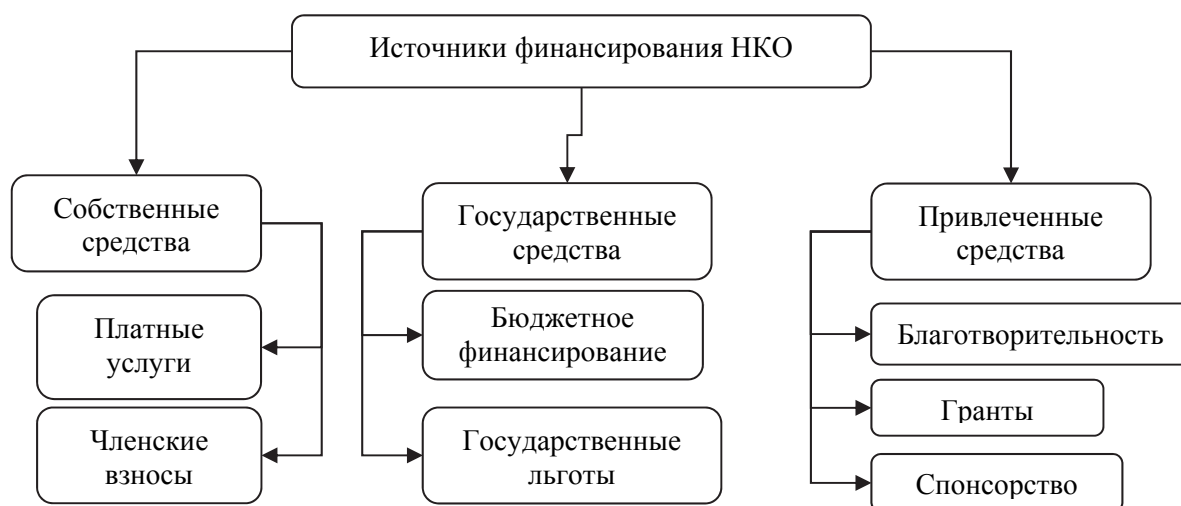 Источники финансирования НКО
Собственные
средства
Государственные
средства
Привлеченные
средства
Платные
услуги
Бюджетное
финансирование
Благотворительность
Гранты
Членские
взносы
Государственные
льготы
Спонсорство